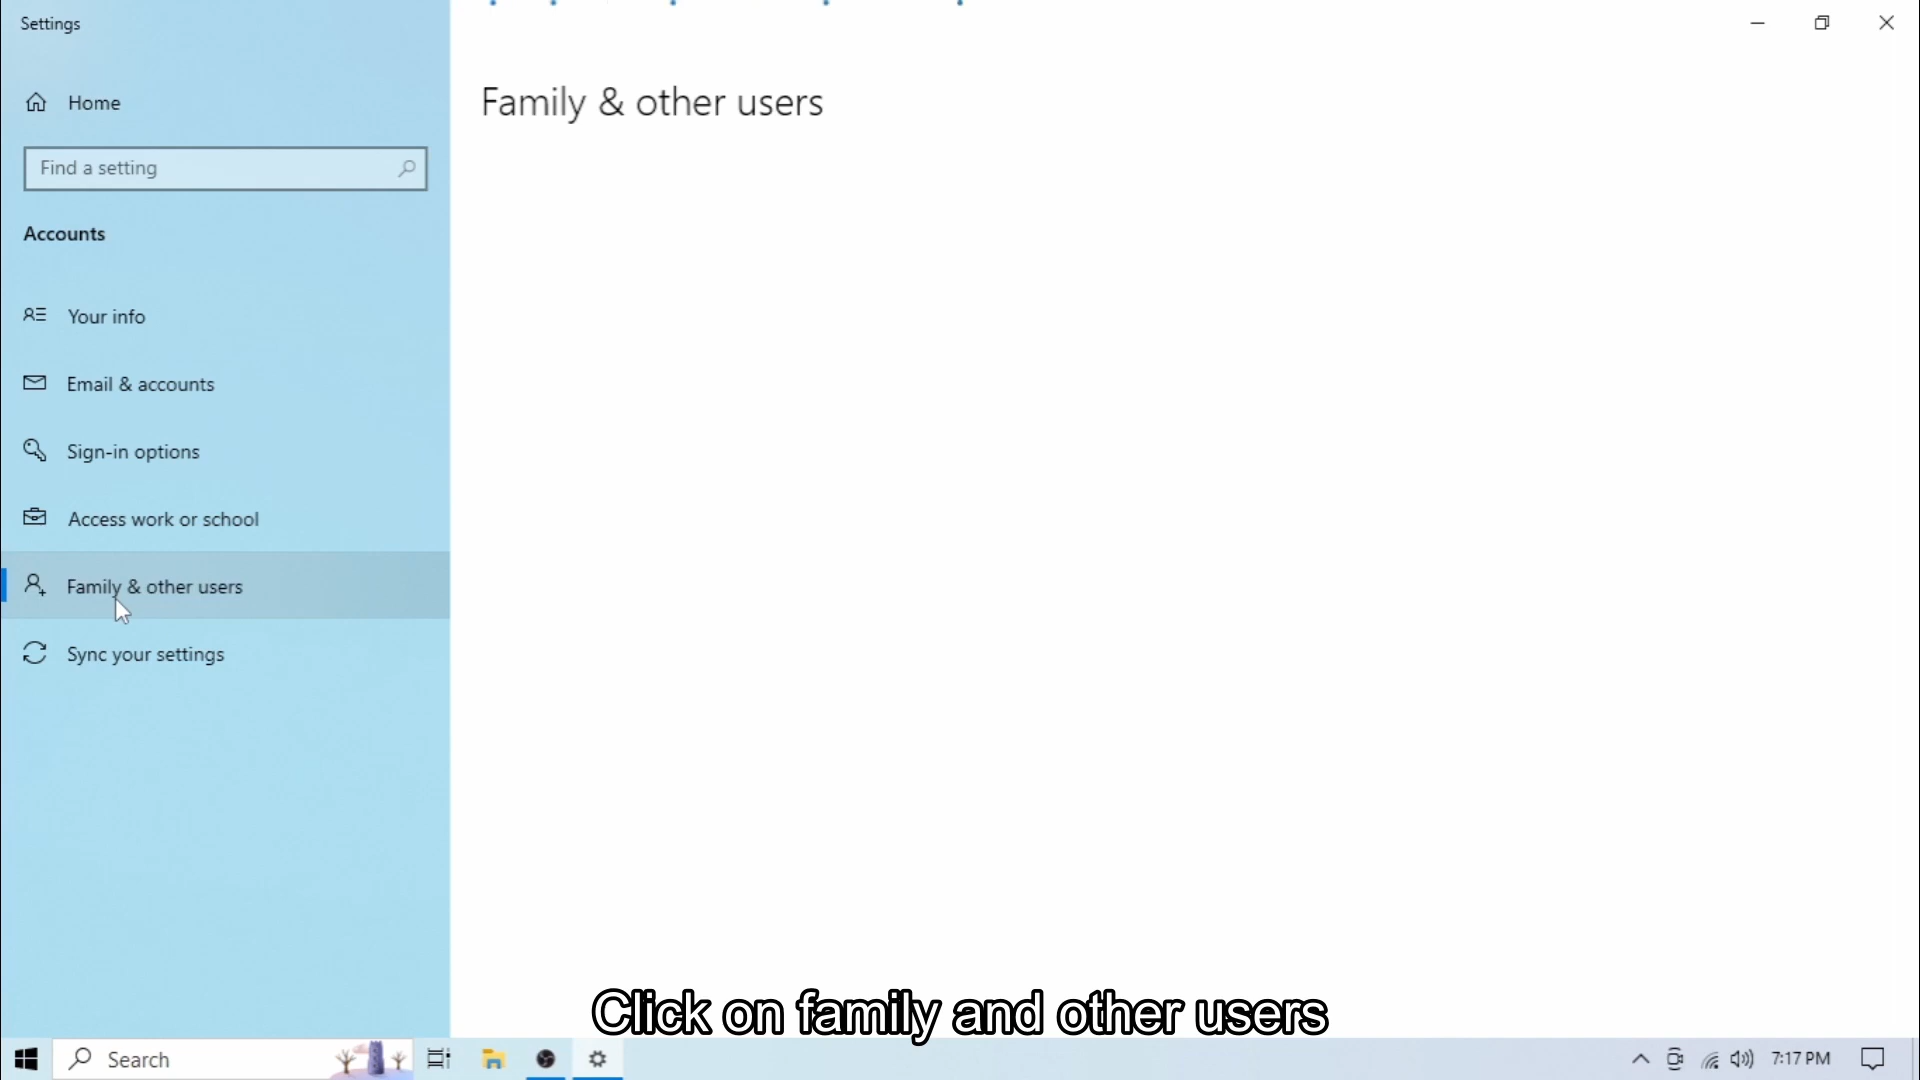 Settings
Home
Find a setting
Accounts
Your info
Email & accounts
Sign-in options
Access work or school
Family & other users
Sync your settings
Family & other users
Click on family and other users
Search
7:17 PM